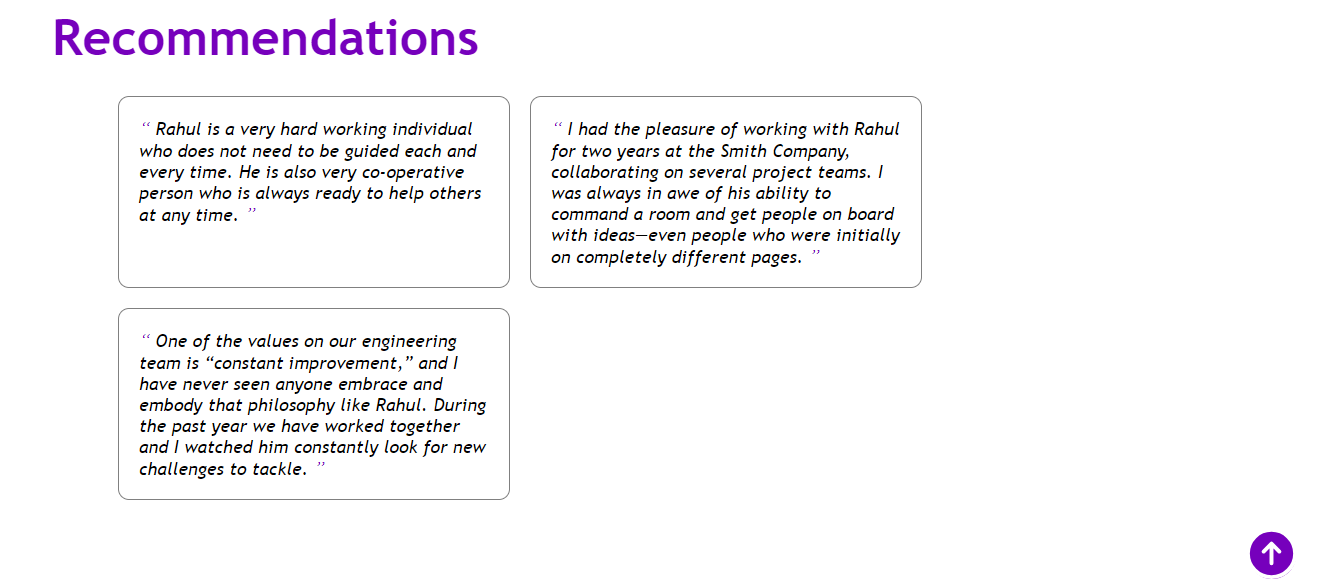 Recommendations
“ Rahul is a very hard working individual
who does not need to be guided each and
every time. He is also very co-operative
person who is always ready to help others
at any time. ”
“ I had the pleasure of working with Rahul
for two years at the Smith Company,
collaborating on several project teams. I
was always in awe of his ability to
command a room and get people on board
with ideas—even people who were initially
on completely different pages. ”
“ One of the values on our engineering
team is “constant improvement,” and I
have never seen anyone embrace and
embody that philosophy like Rahul. During
the past year we have worked together
and I watched him constantly look for new
challenges to tackle. ”